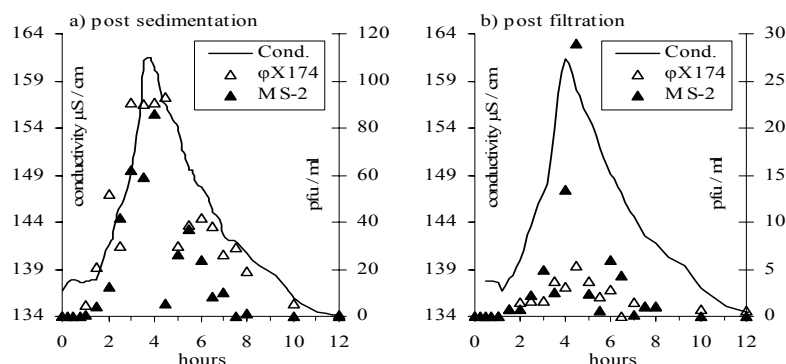 a) post sedimentation
164
159
154
149
144
139
134
conductivity µS / cm
Cond.
φX174
MS-2
120
100
80
60
40
20
0
pfu / ml
0 2 4 6 8 10 12
hours
b) post filtration
164
159
154
149
144
139
134
conductivity µS / cm
Cond.
φX174
MS-2
30
25
20
15
10
5
0
pfu / ml
0 2 4 6 8 10 12
hours